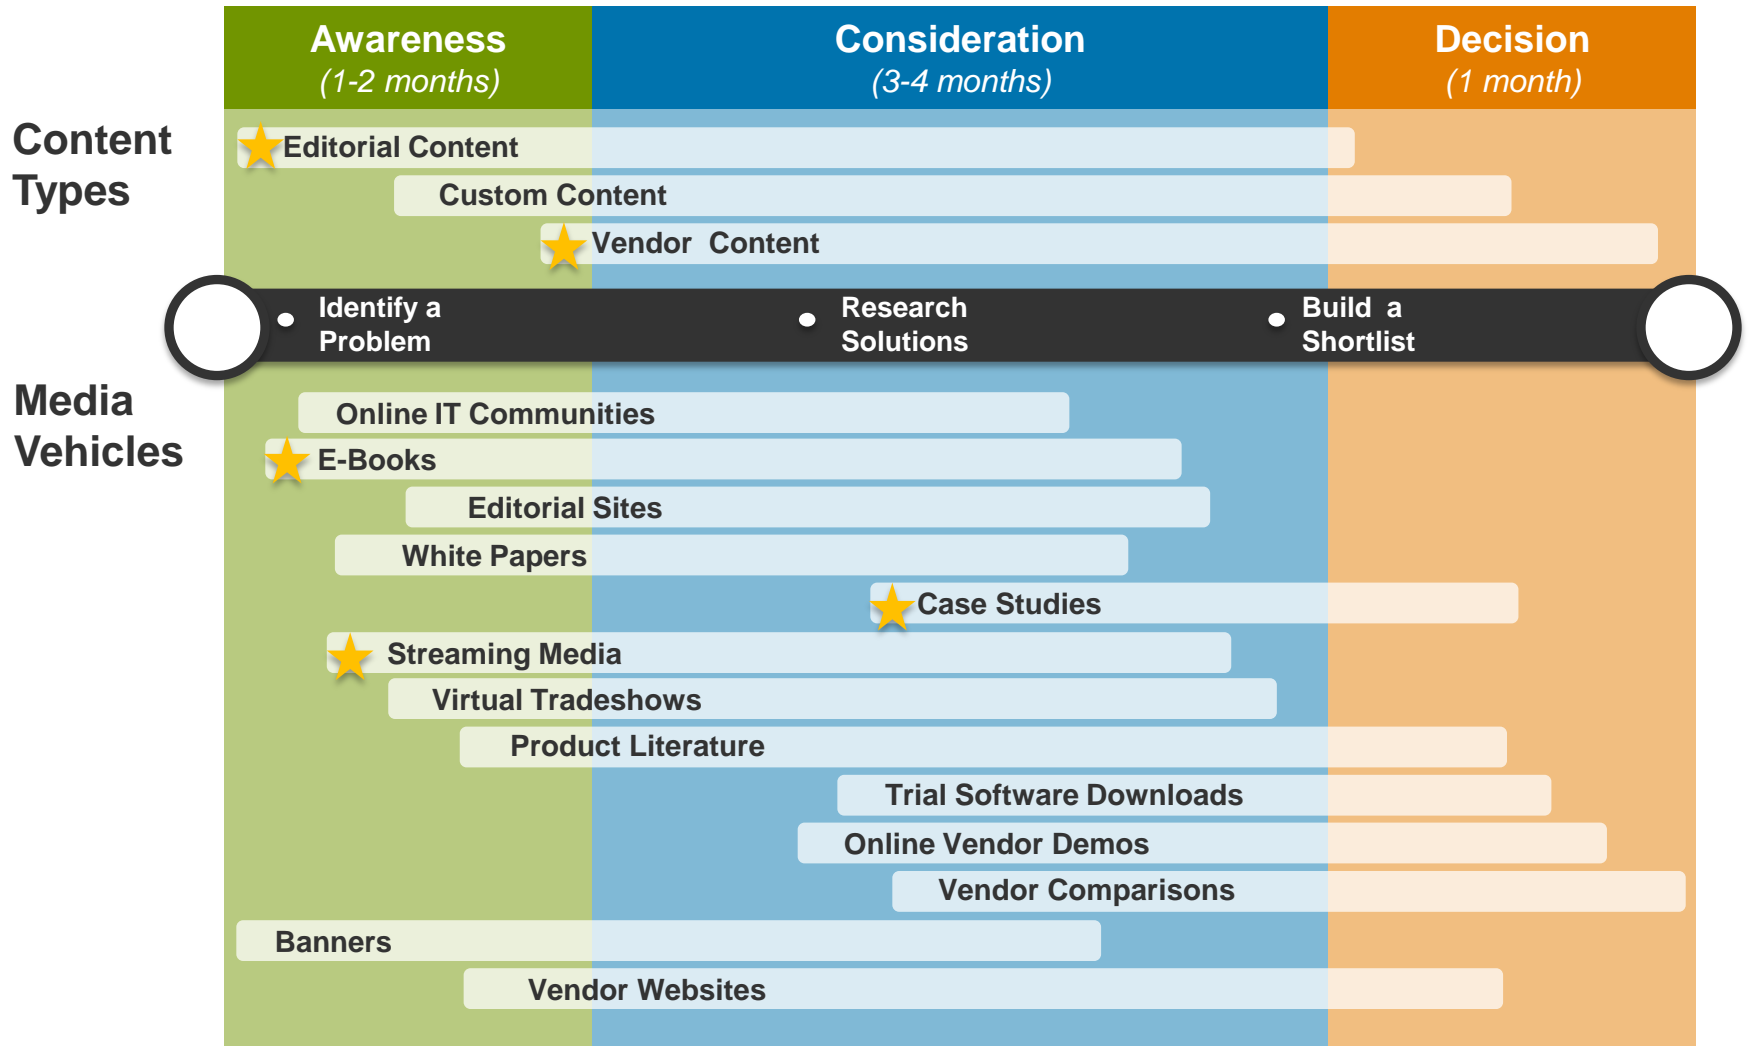 Awareness
(1-2 months)
Consideration
(3-4 months)
Decision
(1 month)
Content
Types
Editorial Content
Custom Content
Vendor  Content
Identify a
Problem
Research
Solutions
Build  a
Shortlist
Media
Vehicles
Online IT Communities
E-Books
Editorial Sites
White Papers
Case Studies
Streaming Media
Virtual Tradeshows
Product Literature
Trial Software Downloads
Online Vendor Demos
Vendor Comparisons
Banners
Vendor Websites